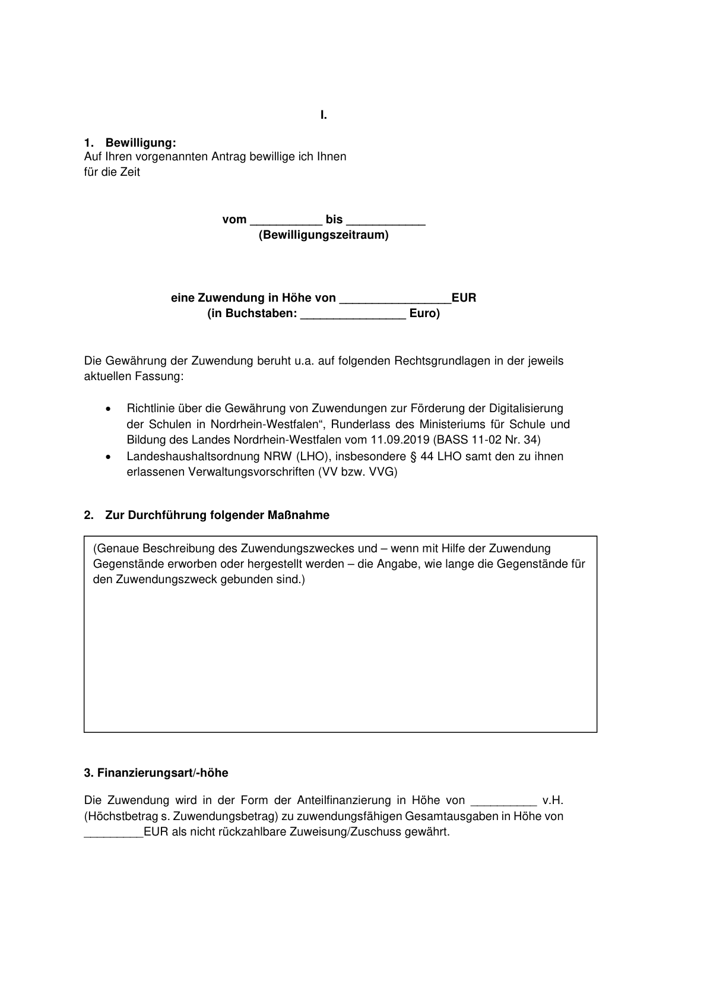 I.
1. Bewilligung:
Auf Ihren vorgenannten Antrag bewillige ich Ihnen
für die Zeit
vom ___________ bis ____________
(Bewilligungszeitraum)
eine Zuwendung in Höhe von _________________EUR
(in Buchstaben: ________________ Euro)
Die Gewährung der Zuwendung beruht u.a. auf folgenden Rechtsgrundlagen in der jeweils
aktuellen Fassung:
• Richtlinie über die Gewährung von Zuwendungen zur Förderung der Digitalisierung
der Schulen in Nordrhein-Westfalen“, Runderlass des Ministeriums für Schule und
Bildung des Landes Nordrhein-Westfalen vom 11.09.2019 (BASS 11-02 Nr. 34)
• Landeshaushaltsordnung NRW (LHO), insbesondere § 44 LHO samt den zu ihnen
erlassenen Verwaltungsvorschriften (VV bzw. VVG)
2. Zur Durchführung folgender Maßnahme
(Genaue Beschreibung des Zuwendungszweckes und – wenn mit Hilfe der Zuwendung
Gegenstände erworben oder hergestellt werden – die Angabe, wie lange die Gegenstände für
den Zuwendungszweck gebunden sind.)
3. Finanzierungsart/-höhe
Die Zuwendung wird in der Form der Anteilfinanzierung in Höhe von __________ v.H.
(Höchstbetrag s. Zuwendungsbetrag) zu zuwendungsfähigen Gesamtausgaben in Höhe von
_________EUR als nicht rückzahlbare Zuweisung/Zuschuss gewährt.